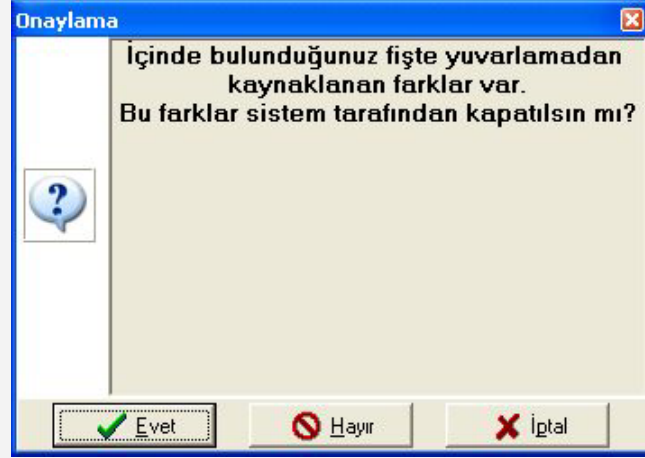 Onaylama
İçinde bulunduğunuz fişte yuvarlamadan
kaynaklanan farklar var.
Bu farklar sistem tarafından kapatılsın mı?
Evet
Hayır
İptal